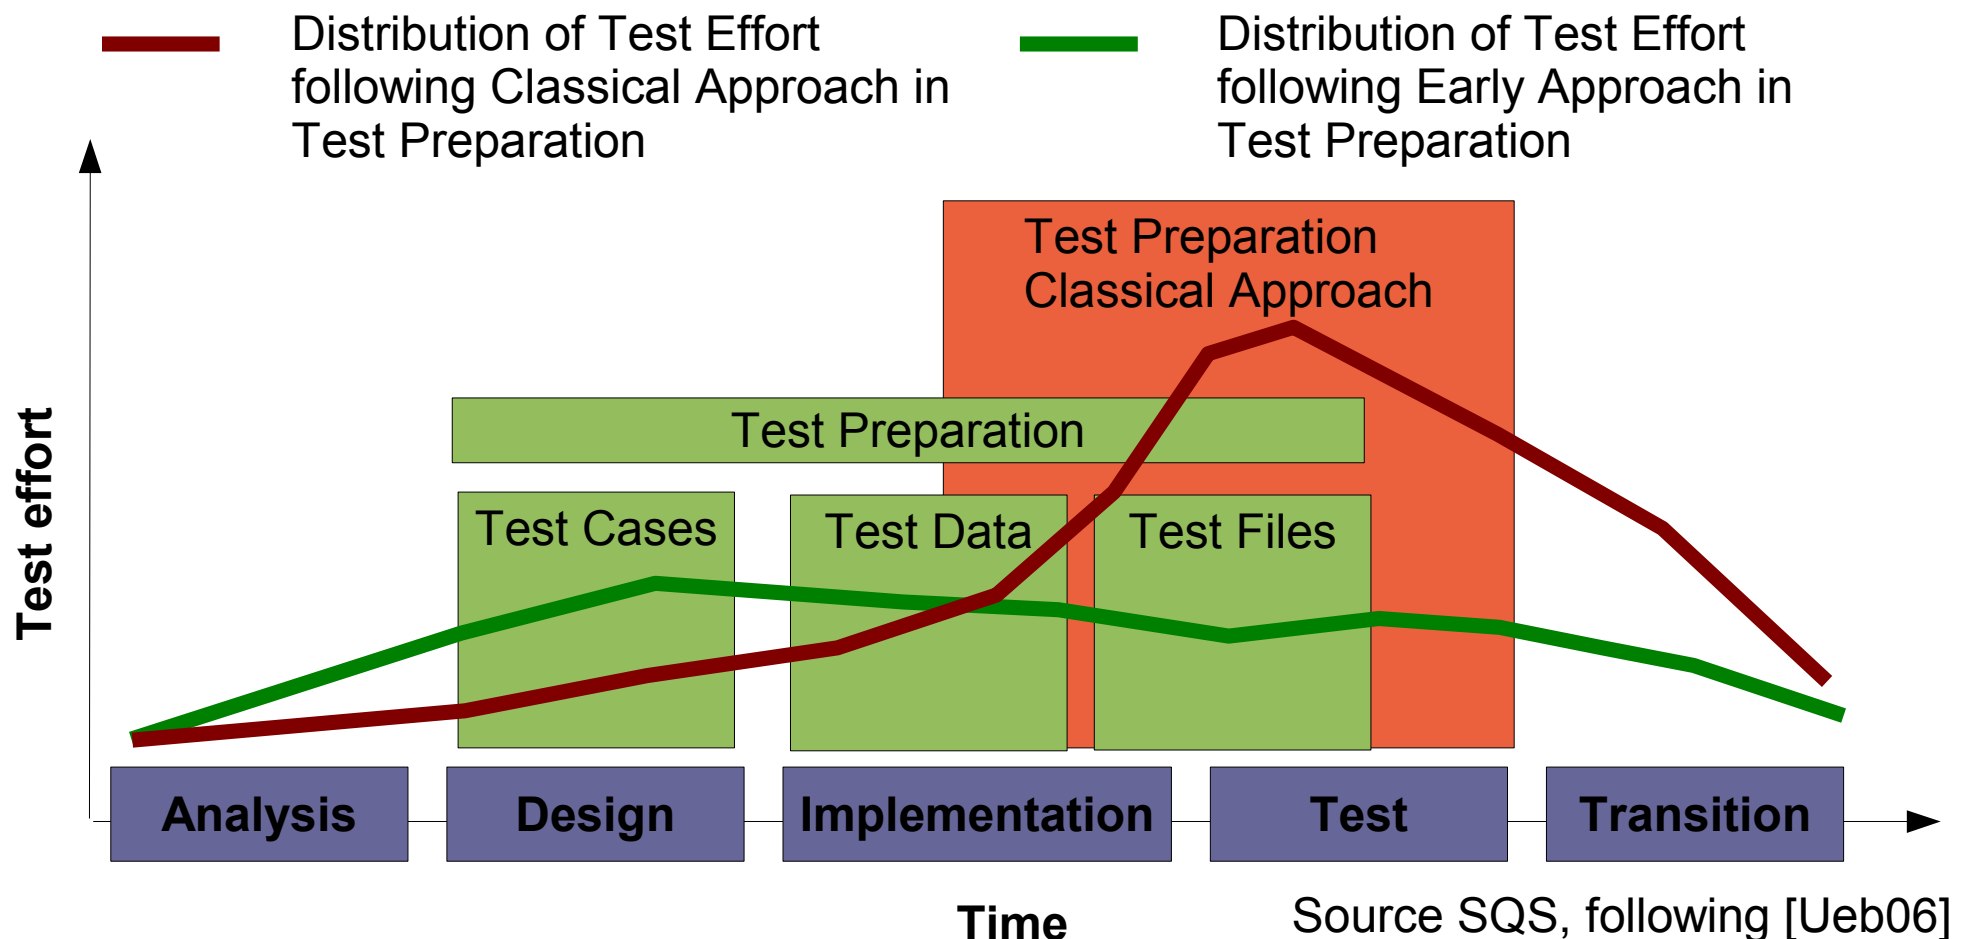 Distribution of Test Effort
following Classical Approach in
Test Preparation
Distribution of Test Effort
following Early Approach in
Test Preparation
Test Preparation
Classical Approach
Test Preparation
Test Cases
Test Data
Test Files
Test effort
Analysis
Design
Implementation
Test
Transition
Time
Source SQS, following [Ueb06]